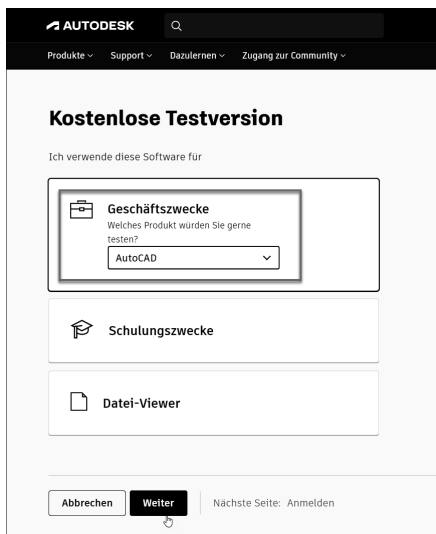 AUTODESK
Produkte Support Dazulernen Zugang zur Community
Kostenlose Testversion
Ich verwende diese Software für
Geschäftszwecke
Welches Produkt würden Sie gerne
testen?
AutoCAD
Schulungszwecke
Datei-Viewer
Abbrechen Weiter Nächste Seite: Anmelden